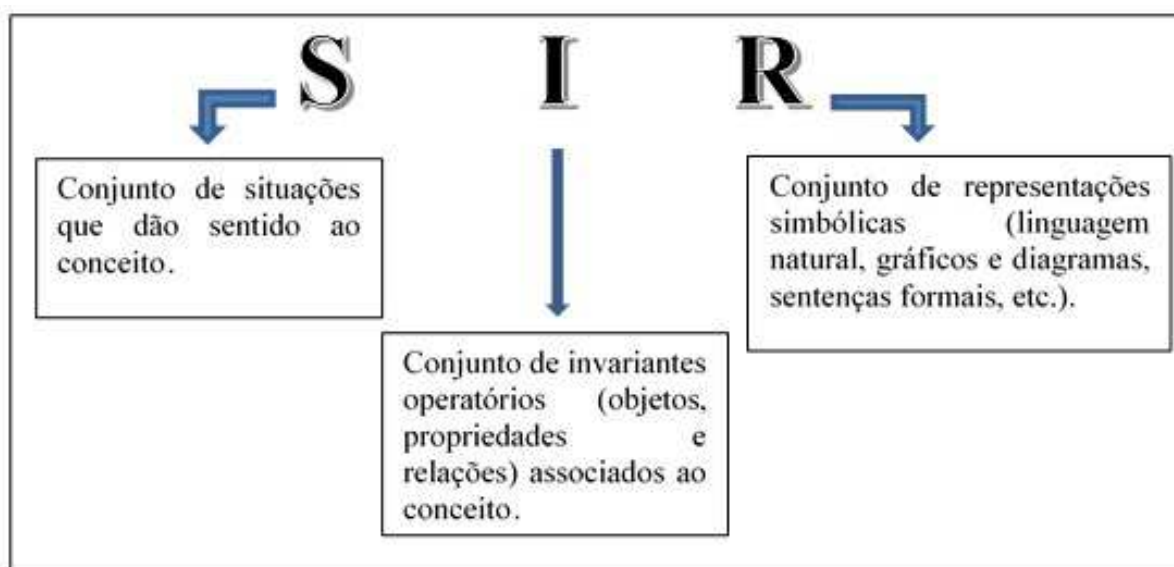 S I R
Conjunto de situações
que dão sentido ao
conceito.
Conjunto de invariantes
operatórios (objetos,
propriedades e
relações) associados ao
conceito.
Conjunto de representações
simbólicas (linguagem
natural, gráficos e diagramas,
sentenças formais, etc.).